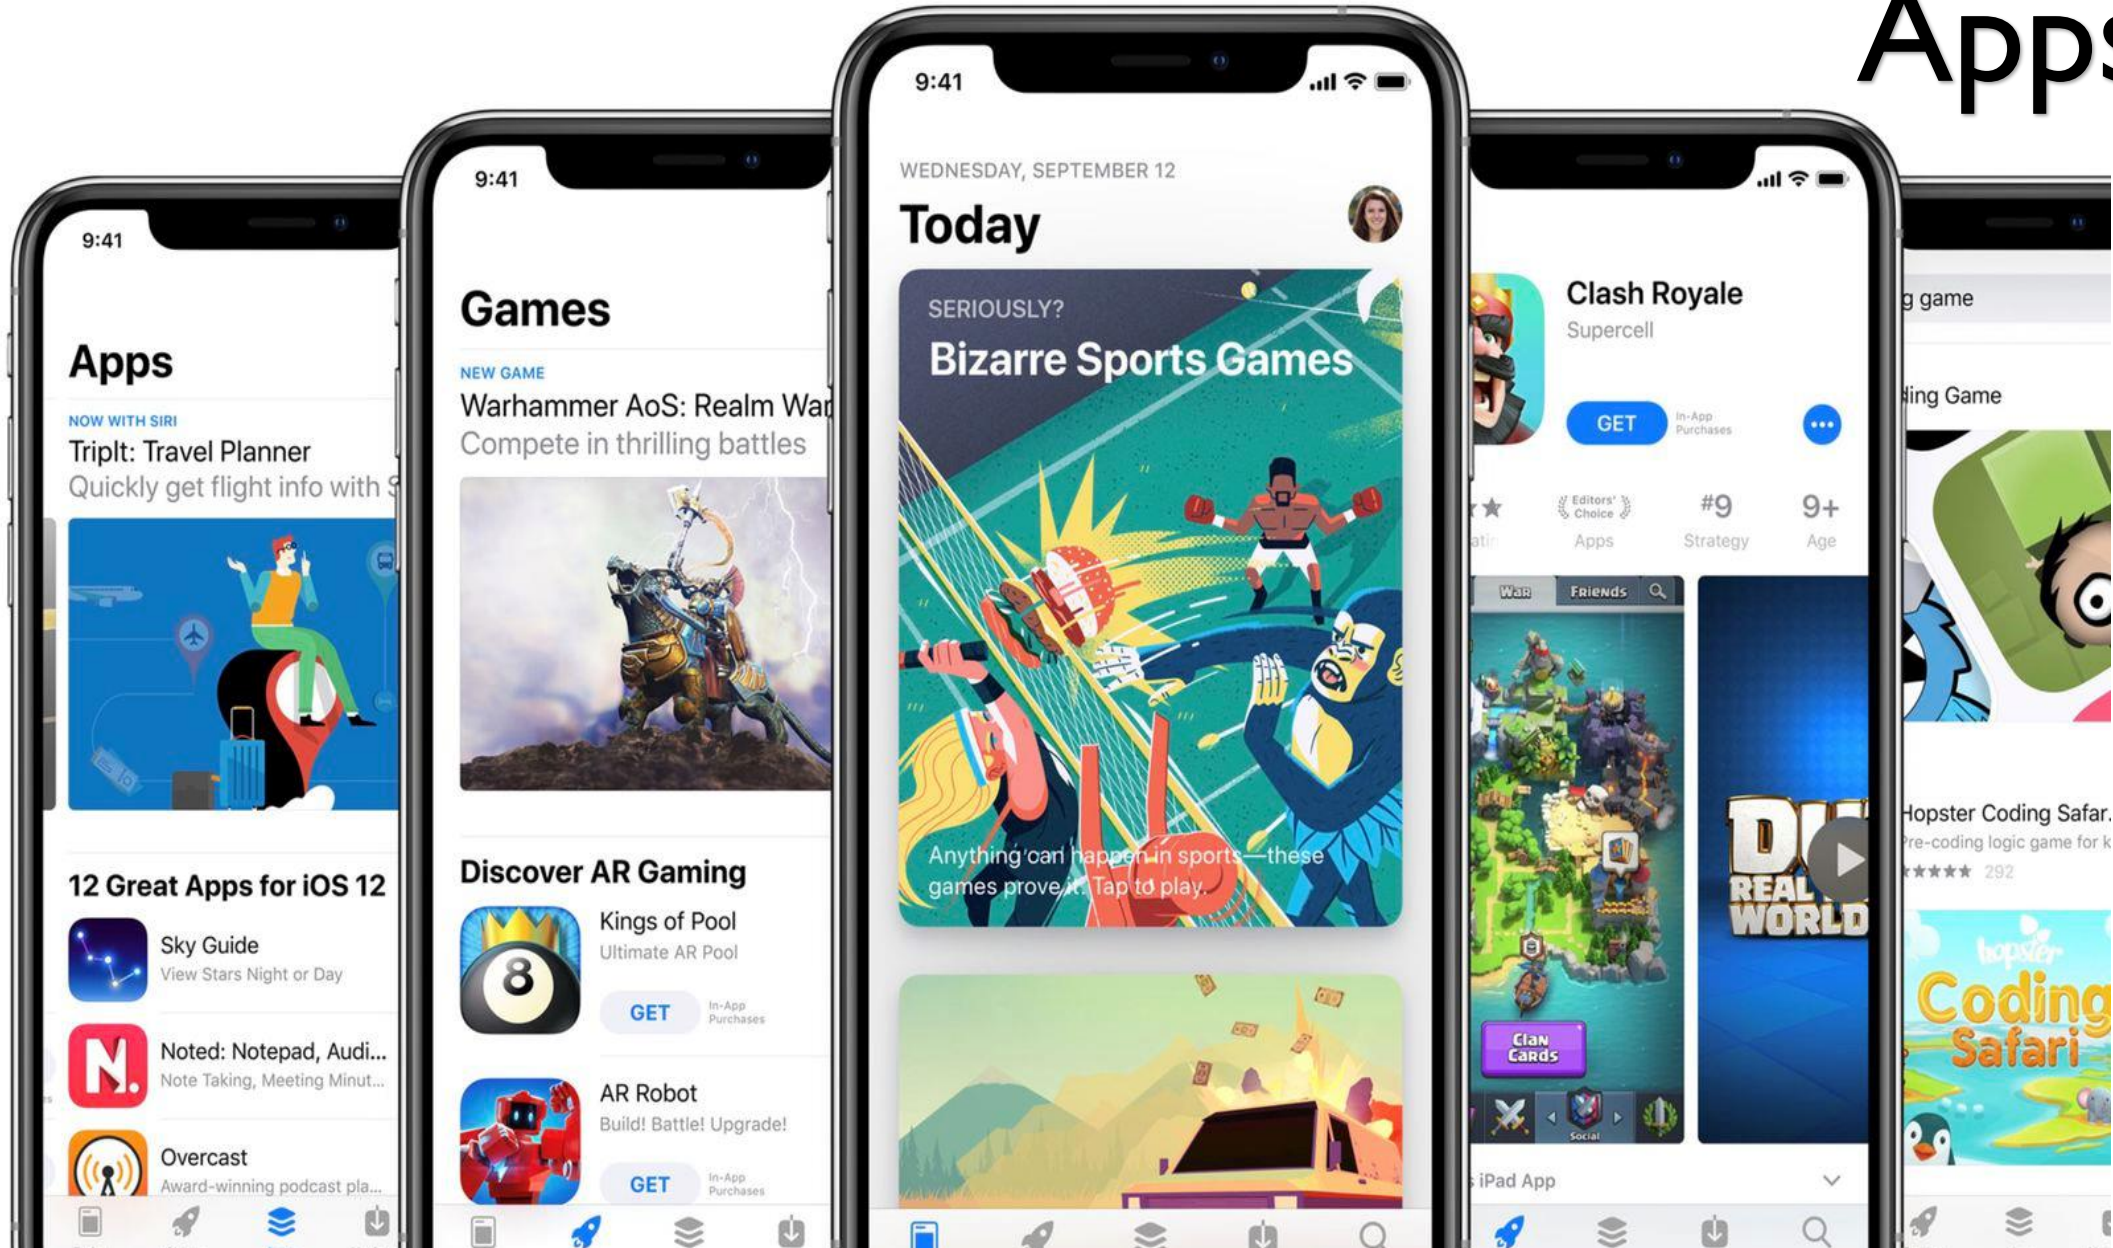 Apps
9:41
Apps
NOW WITH SIRI
TripIt: Travel Planner
Quickly get flight info with S
12 Great Apps for iOS 12
Sky Guide
View Stars Night or Day
Noted: Notepad, Audi...
Note Taking, Meeting Minut...
N.
Overcast
Award-winning podcast pla...
9:41
Games
NEW GAME
Warhammer AoS: Realm War
Compete in thrilling battles
Discover AR Gaming
8
Kings of Pool
Ultimate AR Pool
GET
In-App
Purchases
AR Robot
Build! Battle! Upgrade!
GET
In-App
Purchases
9:41
WEDNESDAY, SEPTEMBER 12
Today
SERIOUSLY?
Bizarre Sports Games
Anything can happen in sports—these
games prove it. Tap to play.
Clash Royale
Supercell
GET
In-App
Purchases
Editors'
Choice
#9
9+
Apps
Strategy
Age
War
Friends
REAL
WORLD
Clan
Cards
Social
iPad App
g game
ding Game
Hopster Coding Safar...
Pre-coding logic game for k
292
hopster
Coding
Safari